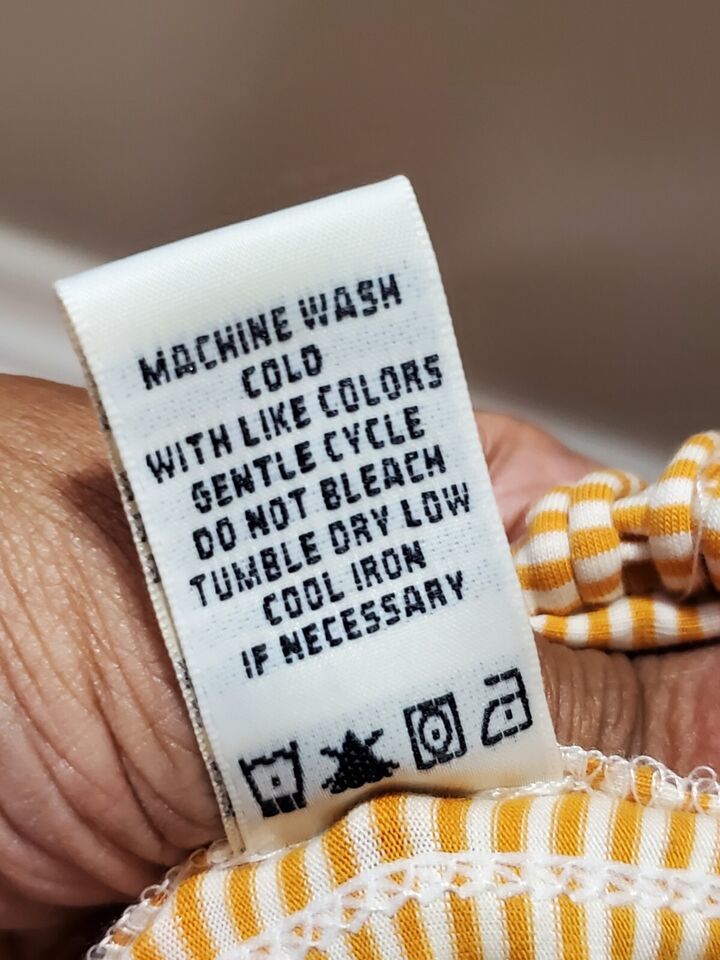 MACHINE WASH
COLD
WITH LIKE COLORS
GENTLE CYCLE
DO NOT BLEACH
TUMBLE DRY LOW
COOL IRON
IF NECESSARY